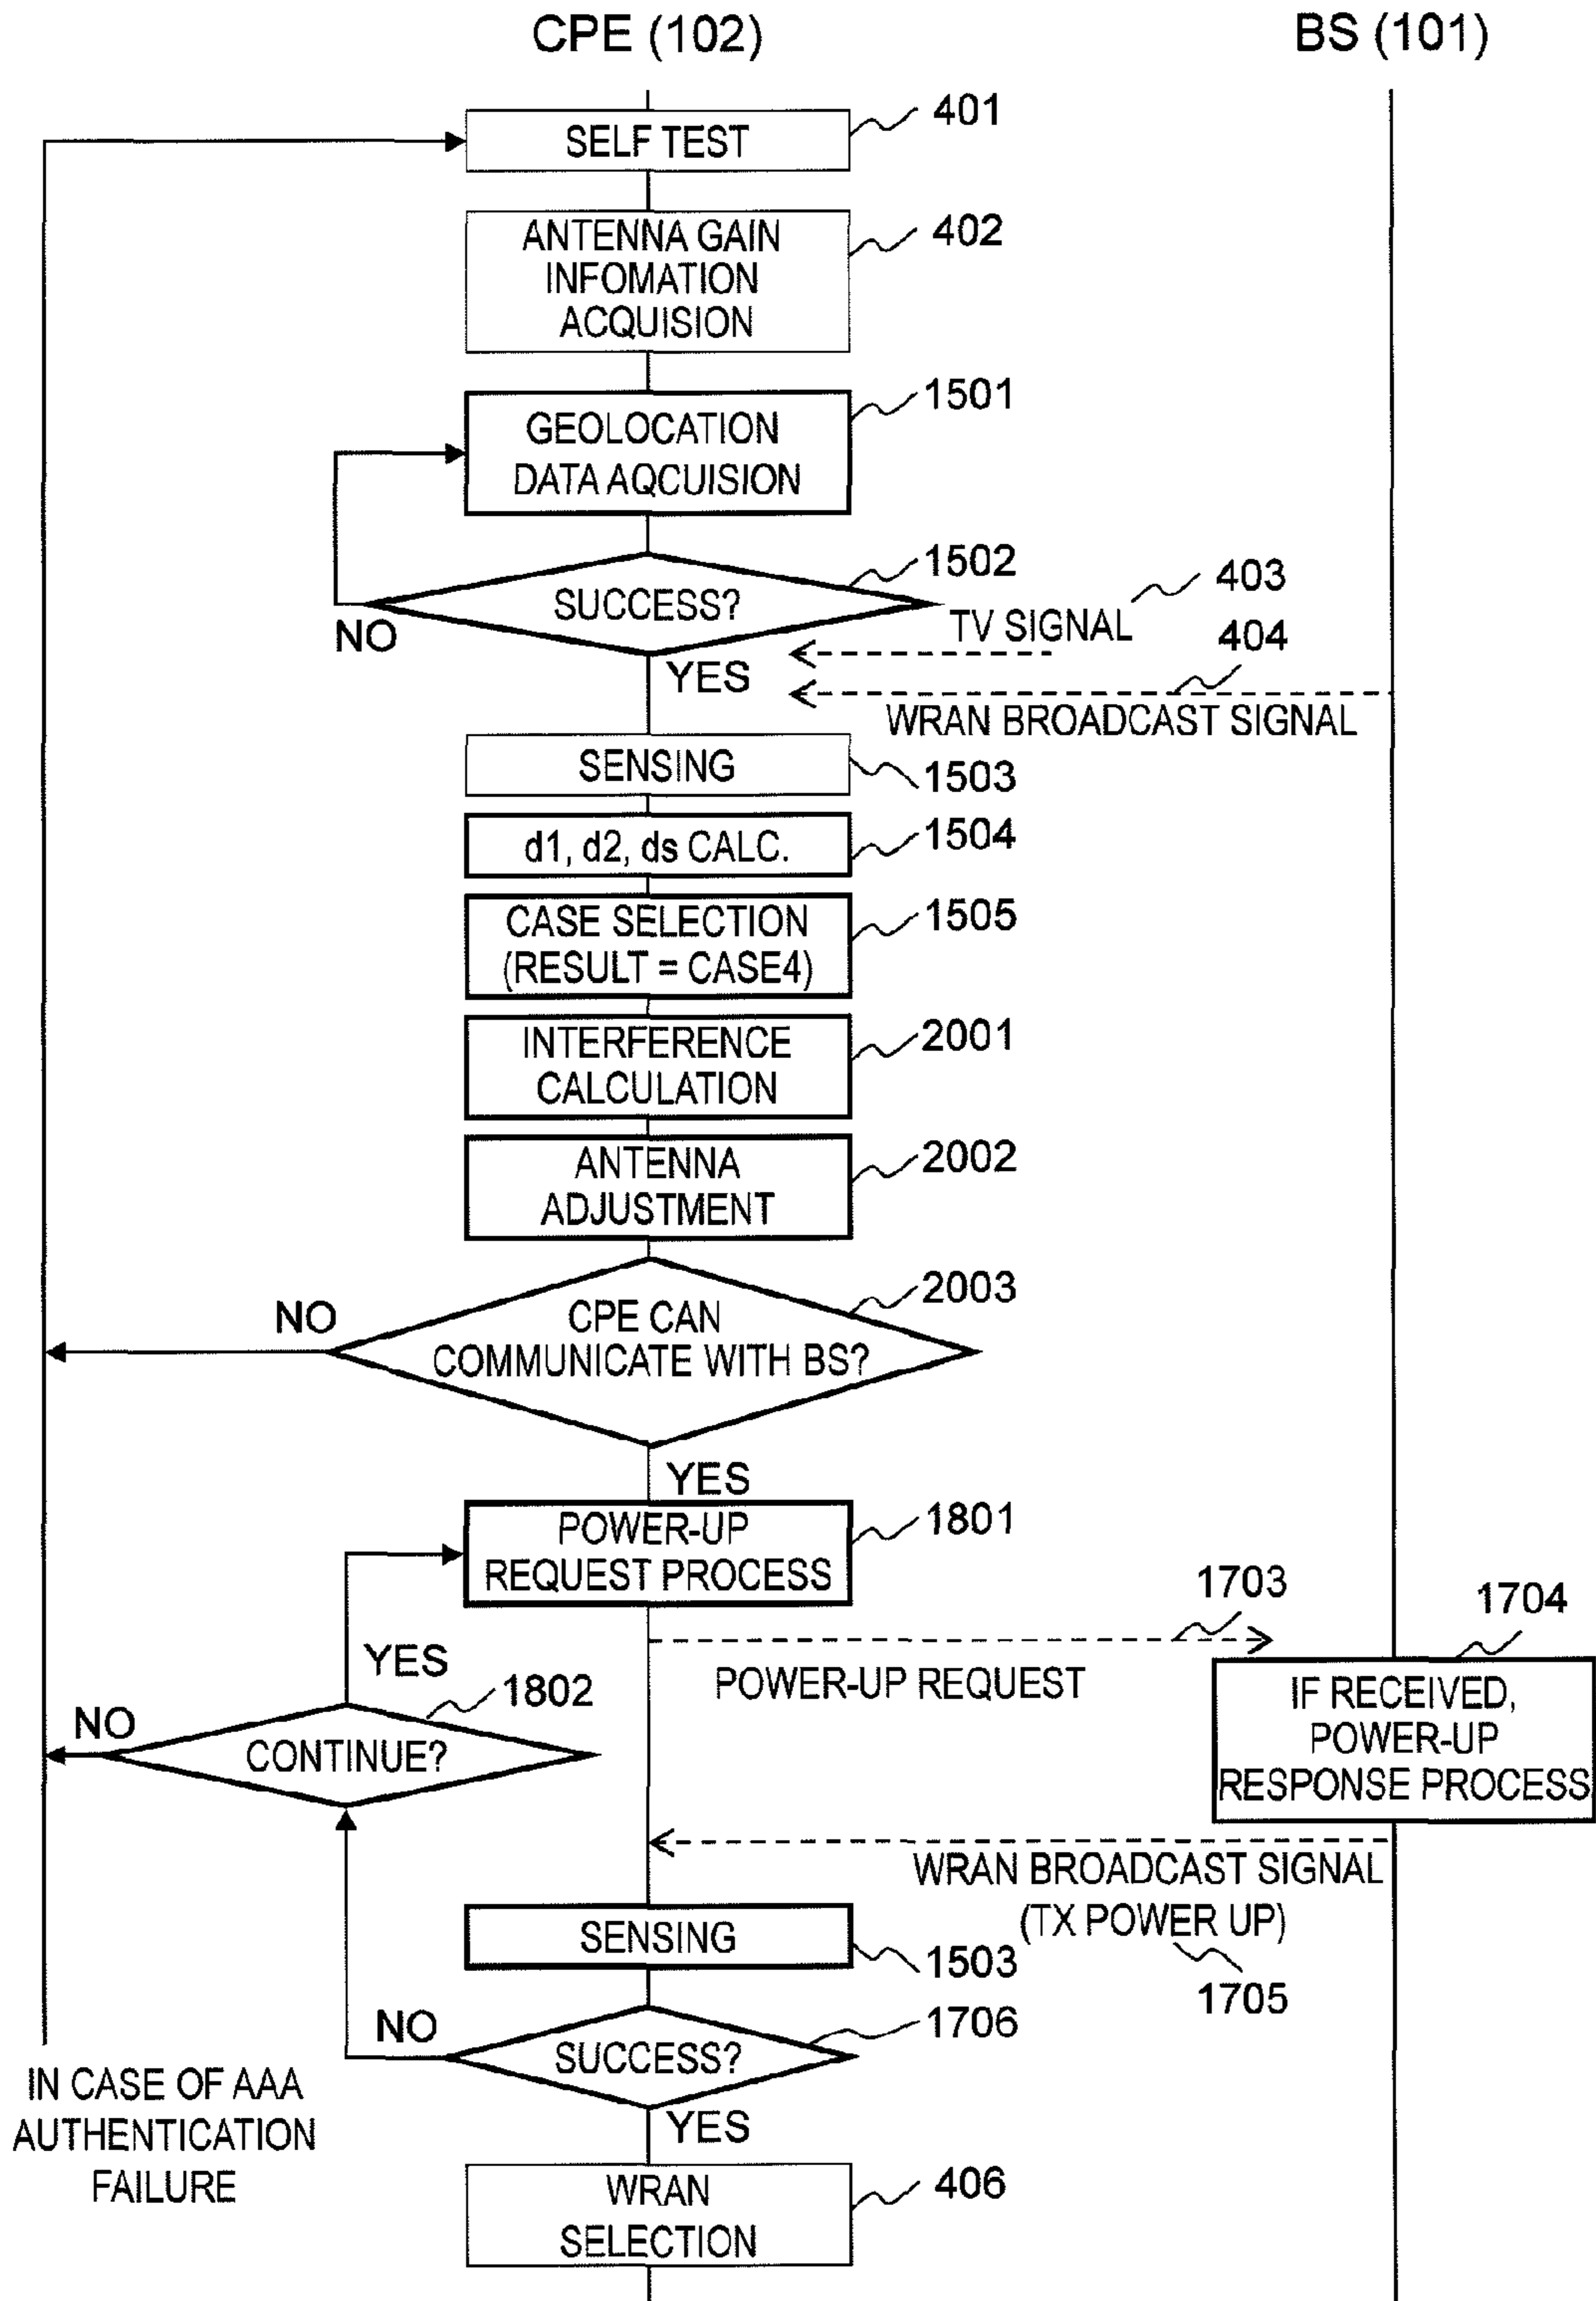 CPE (102)
BS (101)
SELF TEST
401
ANTENNA GAIN
INFOMATION
ACQUISION
402
GEOLOCATION
DATA AQCUISION
1501
SUCCESS?
1502
NO
YES
TV SIGNAL
403
404
WRAN BROADCAST SIGNAL
SENSING
1503
d1, d2, ds CALC.
1504
CASE SELECTION
(RESULT = CASE4)
1505
INTERFERENCE
CALCULATION
2001
ANTENNA
ADJUSTMENT
2002
CPE CAN
COMMUNICATE WITH BS?
2003
NO
YES
POWER-UP
REQUEST PROCESS
1801
1703
POWER-UP REQUEST
1704
IF RECEIVED,
POWER-UP
RESPONSE PROCESS
YES
1802
NO
CONTINUE?
WRAN BROADCAST SIGNAL
(TX POWER UP)
1705
SENSING
1503
SUCCESS?
1706
NO
YES
IN CASE OF AAA
AUTHENTICATION
FAILURE
WRAN
SELECTION
406